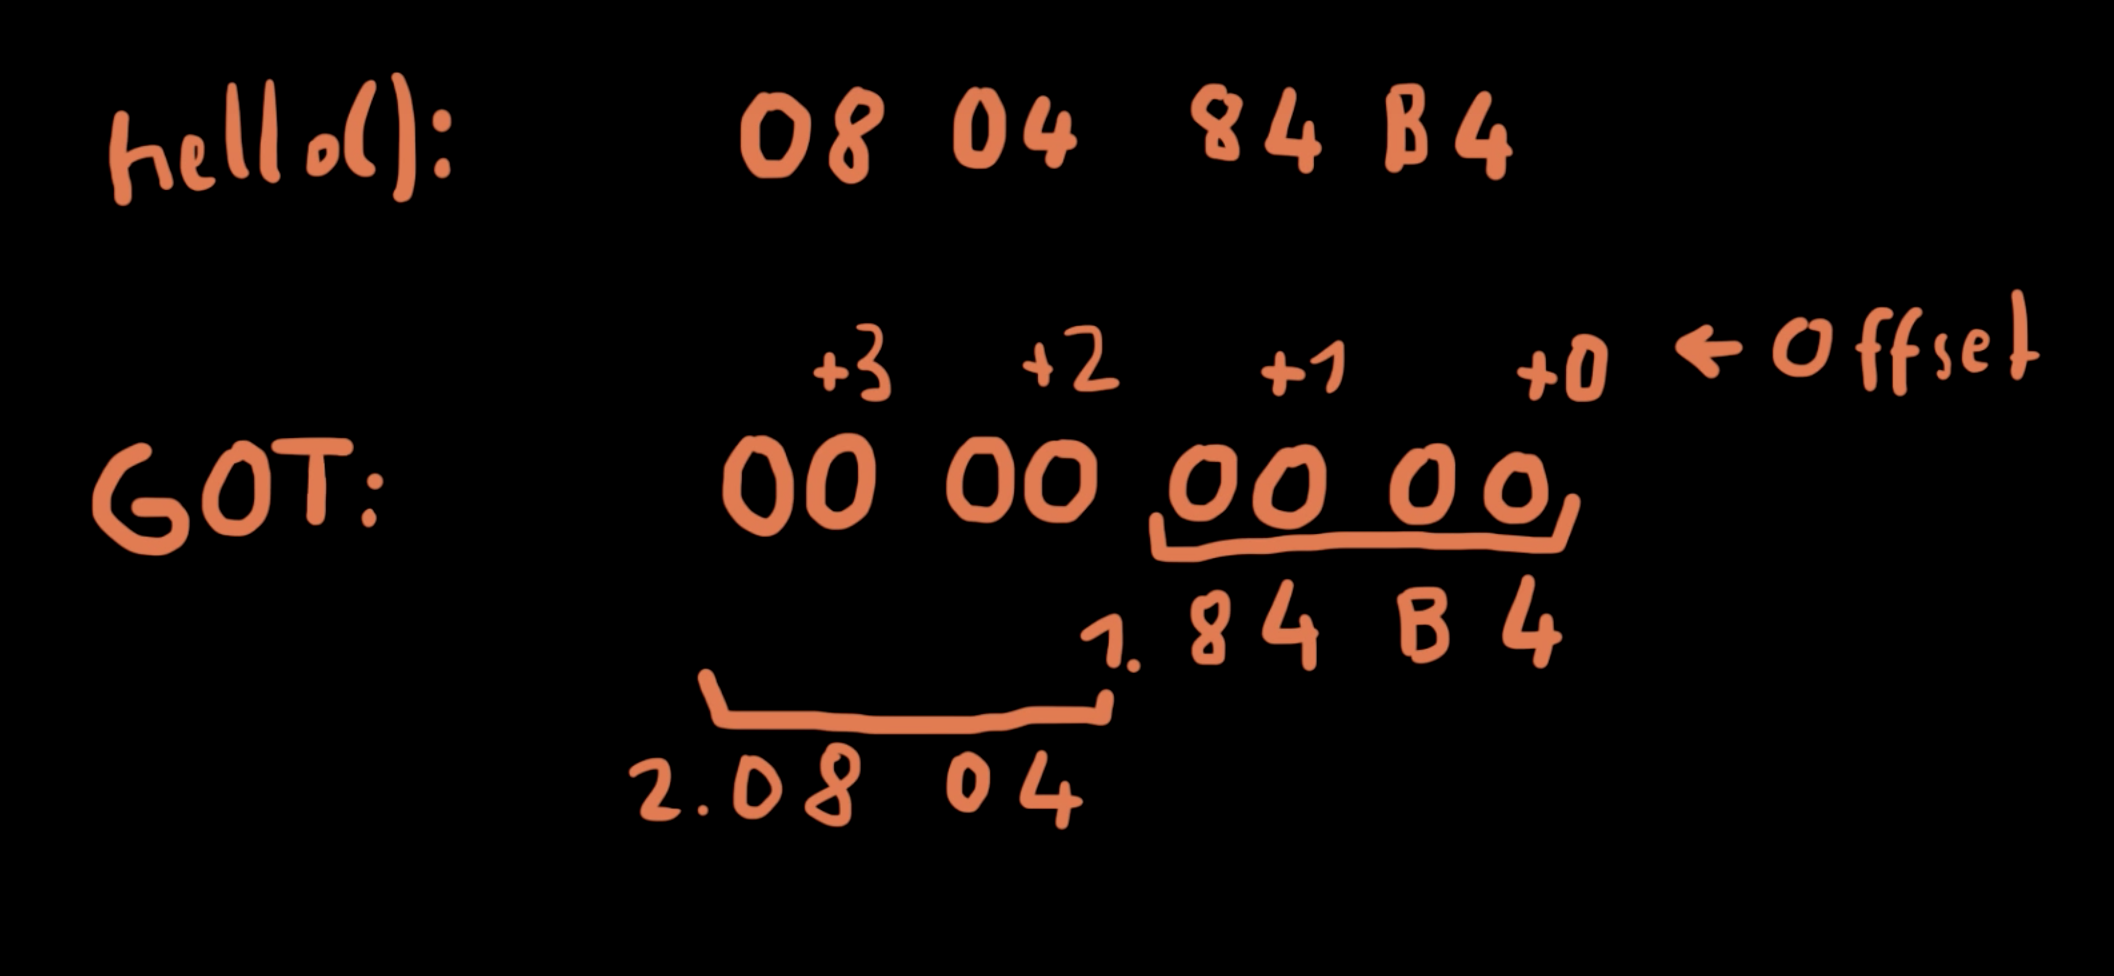 hello(): 08 04 84 B4
+3 +2 +1 +0 ← Offset
GOT: 00 00 00 00
1. 84 B4
2. 08 04